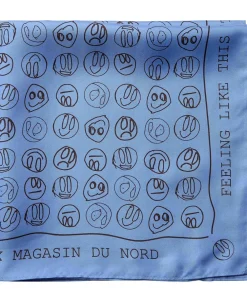 X MAGASIN DU NORD
FEELING LIKE THIS